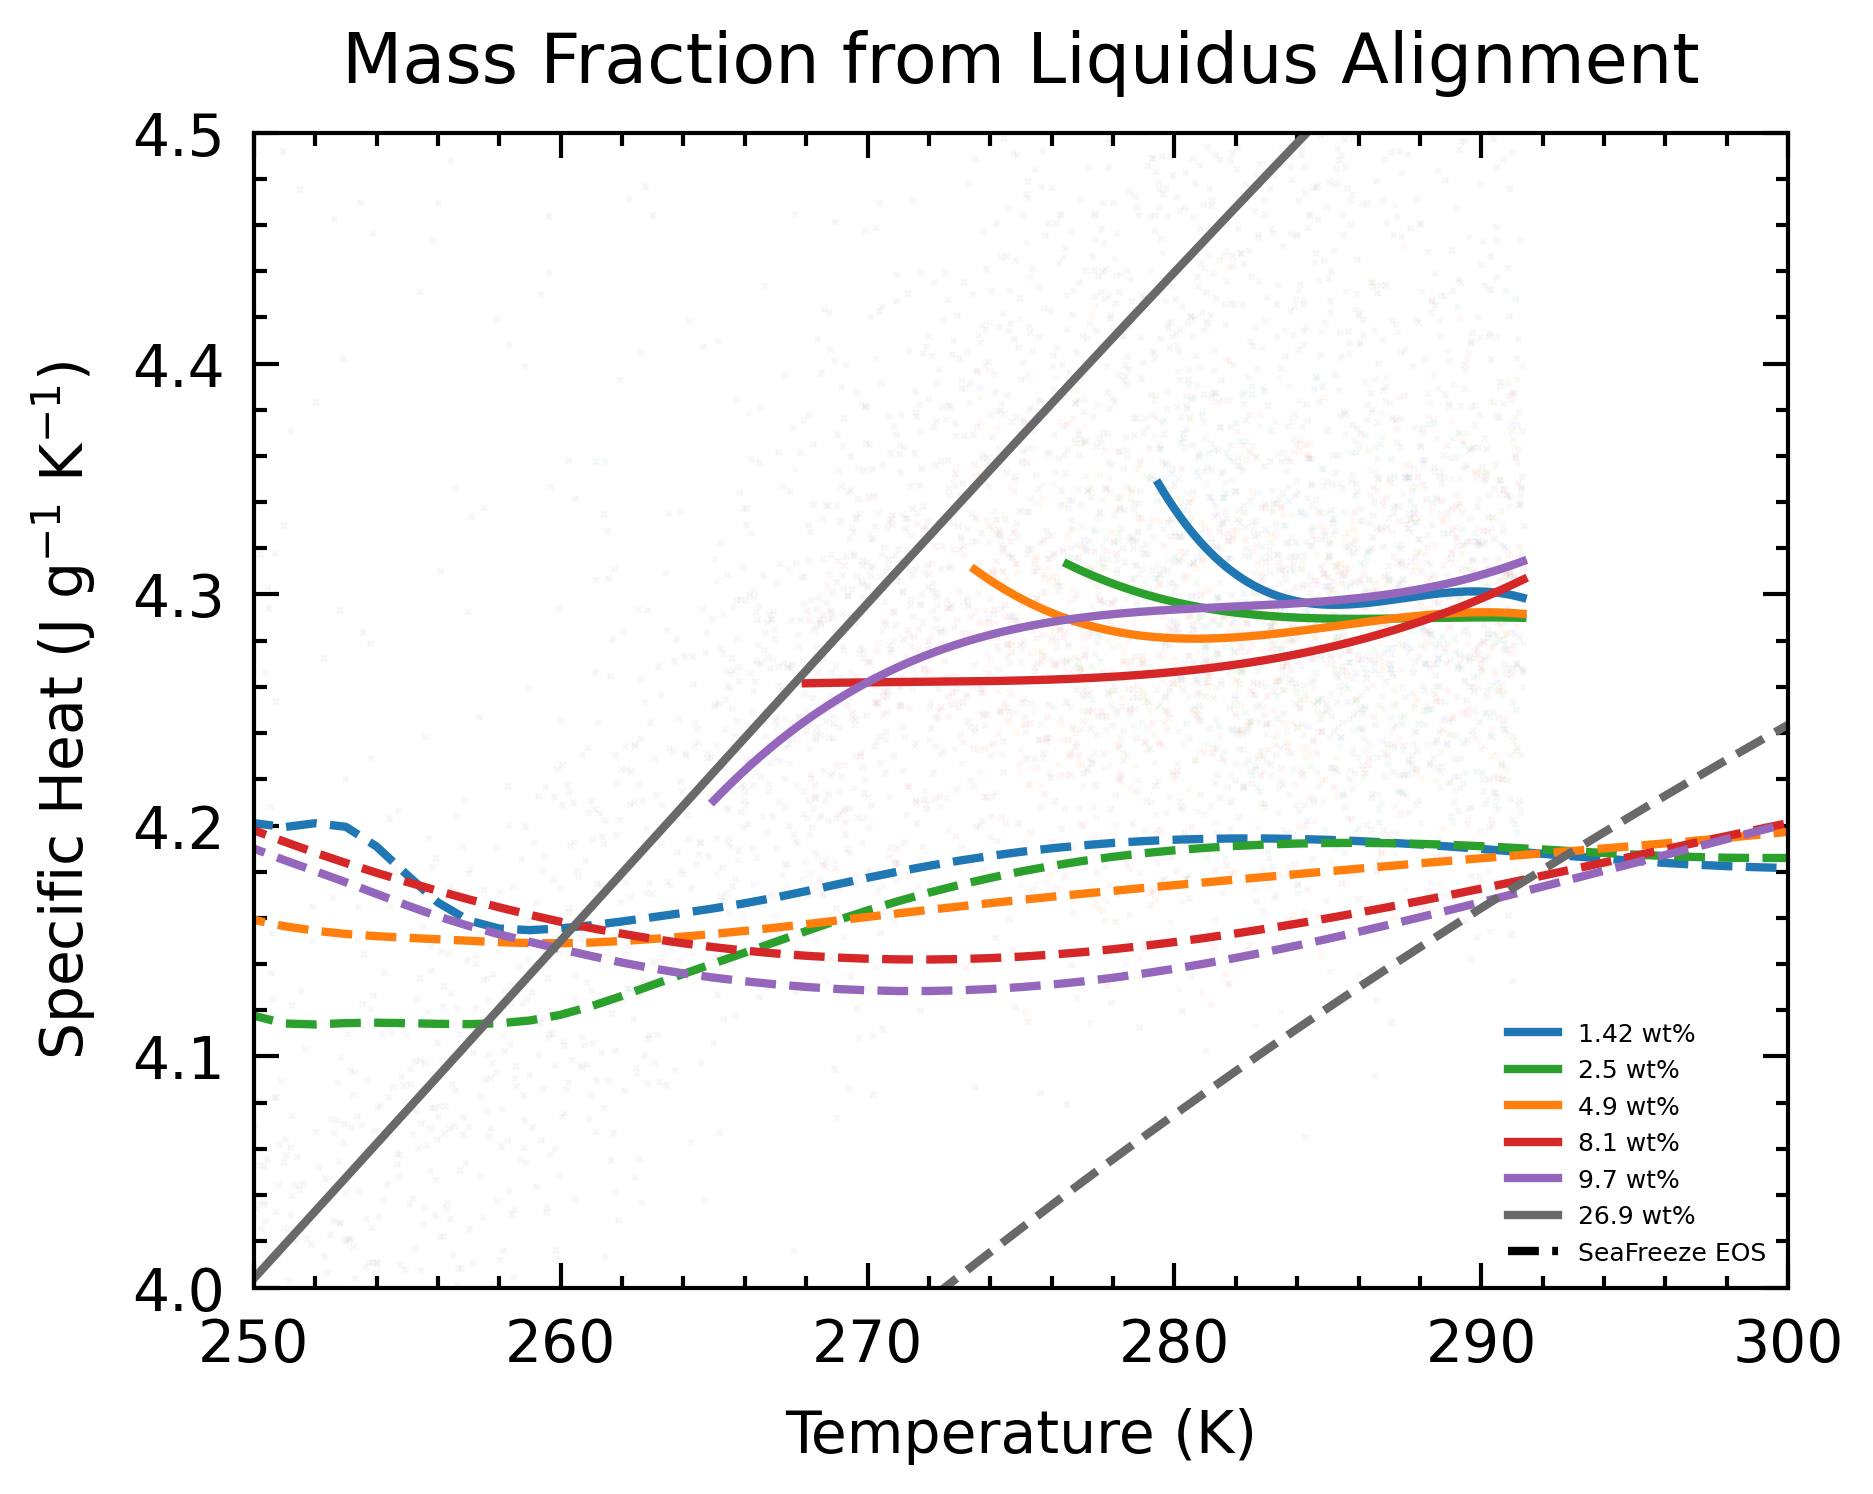 Mass Fraction from Liquidus Alignment
4.5
4.4
4.3
4.2
4.1
4.0
Specific Heat (J g⁻¹ K⁻¹)
250 260 270 280 290 300
Temperature (K)
1.42 wt%
2.5 wt%
4.9 wt%
8.1 wt%
9.7 wt%
26.9 wt%
SeaFreeze EOS